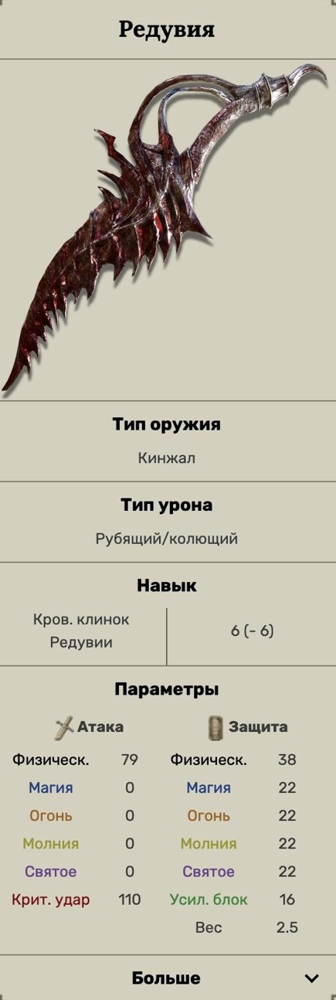 Редувия
Тип оружия
Кинжал
Тип урона
Рубящий/колющий
Навык
Кров. клинок
Редувии
6 (- 6)
Параметры
Атака Защита
Физическ. 79 Физическ. 38
Магия 0 Магия 22
Огонь 0 Огонь 22
Молния 0 Молния 22
Святое 0 Святое 22
Крит. удар 110 Усил. блок 16
Вес 2.5
Больше